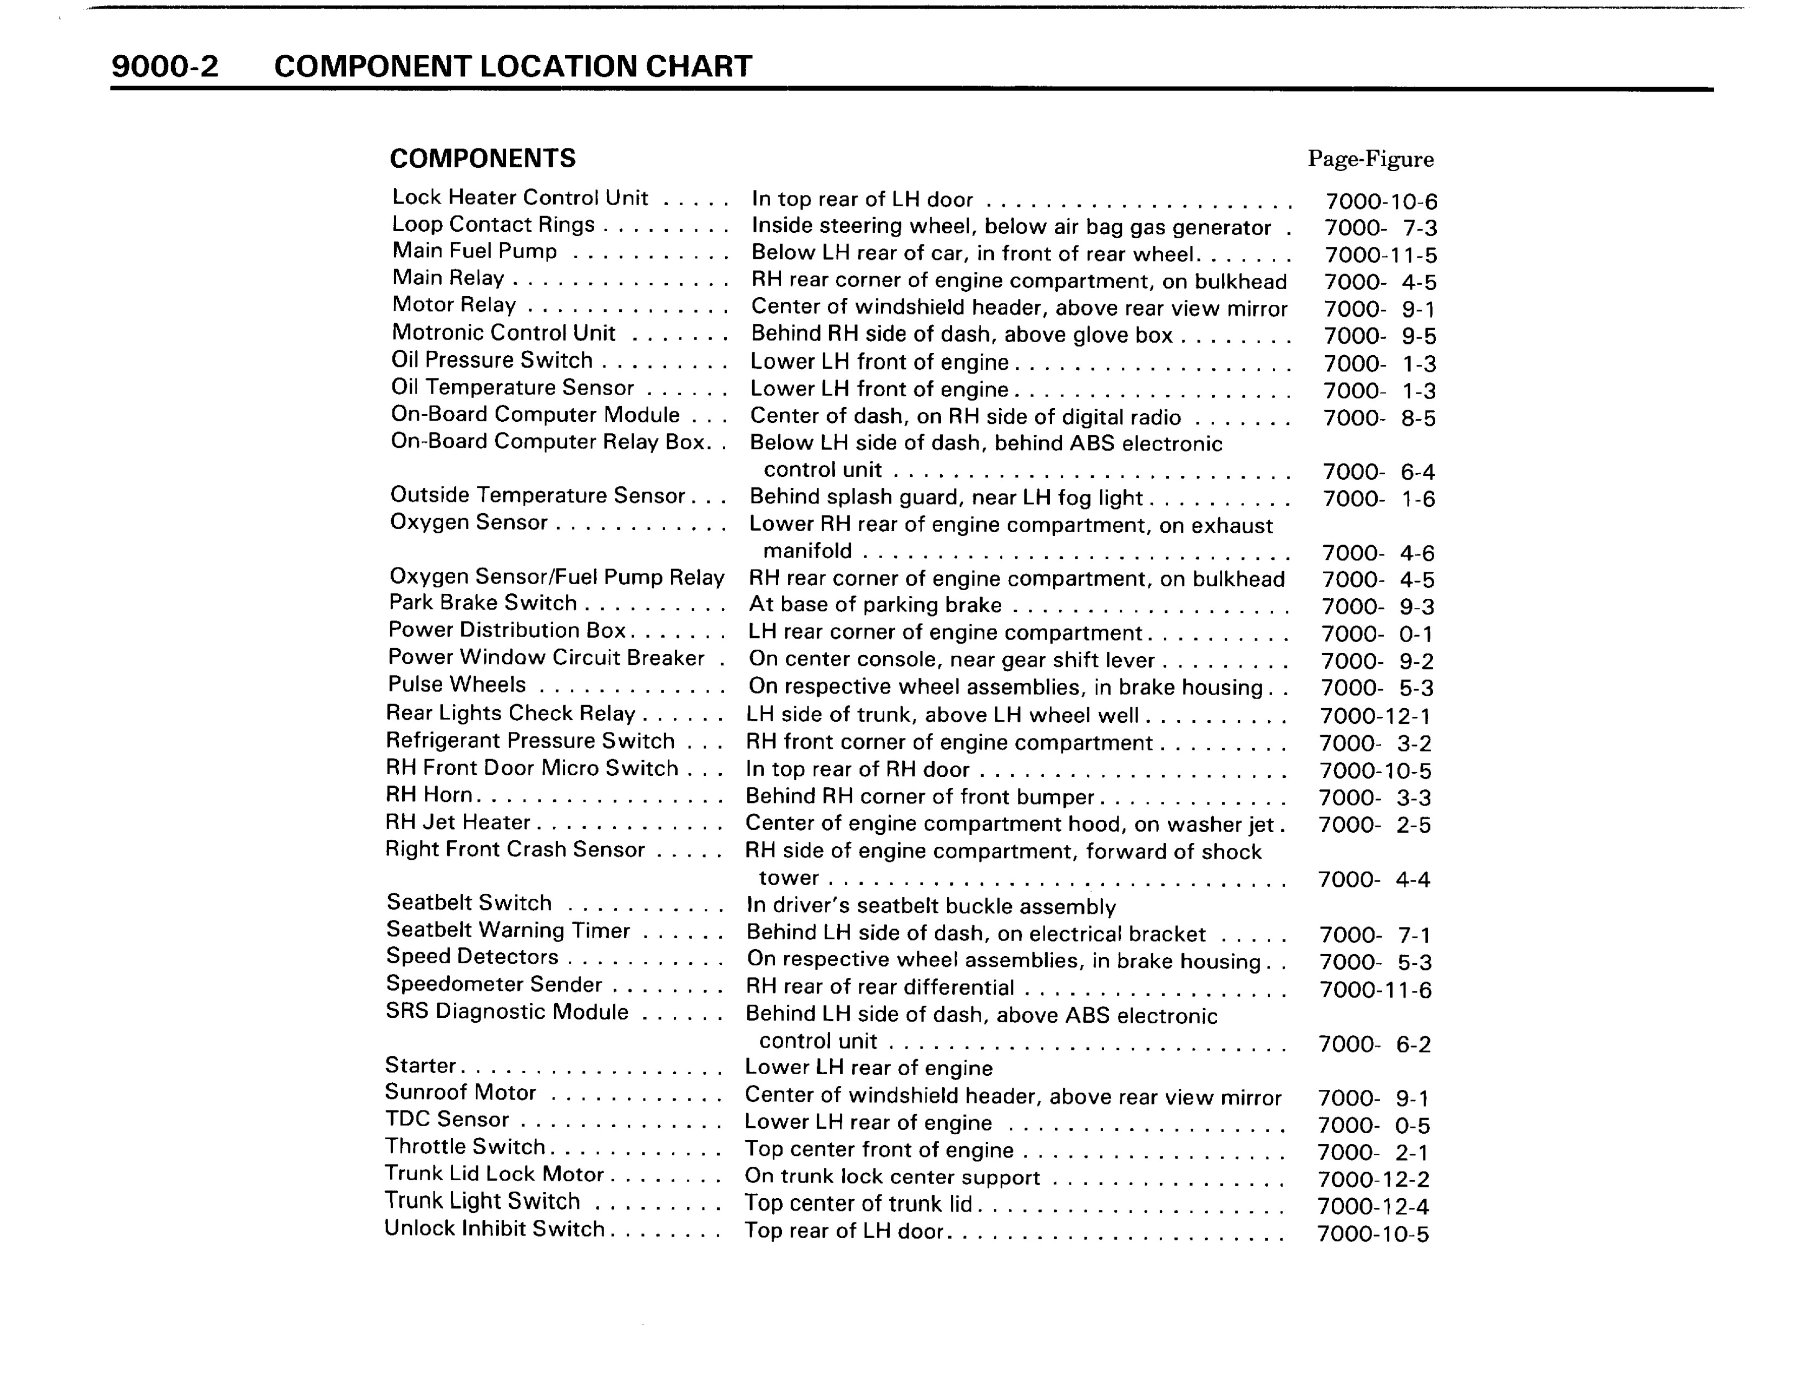 9000-2 COMPONENT LOCATION CHART
COMPONENTS Page-Figure
Lock Heater Control Unit . . . . . In top rear of LH door . . . . . . . . . . . . . . . . . . . . . 7000-10-6
Loop Contact Rings . . . . . . . . . Inside steering wheel, below air bag gas generator . 7000- 7-3
Main Fuel Pump . . . . . . . . . . . Below LH rear of car, in front of rear wheel. . . . . . . 7000-11-5
Main Relay . . . . . . . . . . . . . . . RH rear corner of engine compartment, on bulkhead 7000- 4-5
Motor Relay . . . . . . . . . . . . . . Center of windshield header, above rear view mirror 7000- 9-1
Motronic Control Unit . . . . . . . Behind RH side of dash, above glove box . . . . . . . . 7000- 9-5
Oil Pressure Switch . . . . . . . . . Lower LH front of engine . . . . . . . . . . . . . . . . . . . 7000- 1-3
Oil Temperature Sensor . . . . . . Lower LH front of engine . . . . . . . . . . . . . . . . . . . 7000- 1-3
On-Board Computer Module . . . Center of dash, on RH side of digital radio . . . . . . . 7000- 8-5
On-Board Computer Relay Box. . Below LH side of dash, behind ABS electronic
control unit . . . . . . . . . . . . . . . . . . . . . . . . . . . 7000- 6-4
Outside Temperature Sensor . . . Behind splash guard, near LH fog light . . . . . . . . . . 7000- 1-6
Oxygen Sensor . . . . . . . . . . . . Lower RH rear of engine compartment, on exhaust
manifold . . . . . . . . . . . . . . . . . . . . . . . . . . . . . 7000- 4-6
Oxygen Sensor/Fuel Pump Relay RH rear corner of engine compartment, on bulkhead 7000- 4-5
Park Brake Switch . . . . . . . . . . At base of parking brake . . . . . . . . . . . . . . . . . . . 7000- 9-3
Power Distribution Box. . . . . . . LH rear corner of engine compartment . . . . . . . . . . 7000- 0-1
Power Window Circuit Breaker . On center console, near gear shift lever . . . . . . . . . 7000- 9-2
Pulse Wheels . . . . . . . . . . . . . On respective wheel assemblies, in brake housing . . 7000- 5-3
Rear Lights Check Relay . . . . . . LH side of trunk, above LH wheel well . . . . . . . . . . 7000-12-1
Refrigerant Pressure Switch . . . RH front corner of engine compartment . . . . . . . . . 7000- 3-2
RH Front Door Micro Switch . . . In top rear of RH door . . . . . . . . . . . . . . . . . . . . . 7000-10-5
RH Horn. . . . . . . . . . . . . . . . . Behind RH corner of front bumper . . . . . . . . . . . . . 7000- 3-3
RH Jet Heater . . . . . . . . . . . . . Center of engine compartment hood, on washer jet . 7000- 2-5
Right Front Crash Sensor . . . . . RH side of engine compartment, forward of shock
tower . . . . . . . . . . . . . . . . . . . . . . . . . . . . . . . 7000- 4-4
Seatbelt Switch . . . . . . . . . . . In driver's seatbelt buckle assembly
Seatbelt Warning Timer . . . . . . Behind LH side of dash, on electrical bracket . . . . . 7000- 7-1
Speed Detectors . . . . . . . . . . . On respective wheel assemblies, in brake housing . . 7000- 5-3
Speedometer Sender . . . . . . . . RH rear of rear differential . . . . . . . . . . . . . . . . . . 7000-11-6
SRS Diagnostic Module . . . . . . Behind LH side of dash, above ABS electronic
control unit . . . . . . . . . . . . . . . . . . . . . . . . . . . 7000- 6-2
Starter. . . . . . . . . . . . . . . . . . Lower LH rear of engine
Sunroof Motor . . . . . . . . . . . . Center of windshield header, above rear view mirror 7000- 9-1
TDC Sensor . . . . . . . . . . . . . . Lower LH rear of engine . . . . . . . . . . . . . . . . . . . 7000- 0-5
Throttle Switch. . . . . . . . . . . . Top center front of engine . . . . . . . . . . . . . . . . . . 7000- 2-1
Trunk Lid Lock Motor . . . . . . . . On trunk lock center support . . . . . . . . . . . . . . . . 7000-12-2
Trunk Light Switch . . . . . . . . . Top center of trunk lid . . . . . . . . . . . . . . . . . . . . . 7000-12-4
Unlock Inhibit Switch . . . . . . . . Top rear of LH door. . . . . . . . . . . . . . . . . . . . . . . 7000-10-5